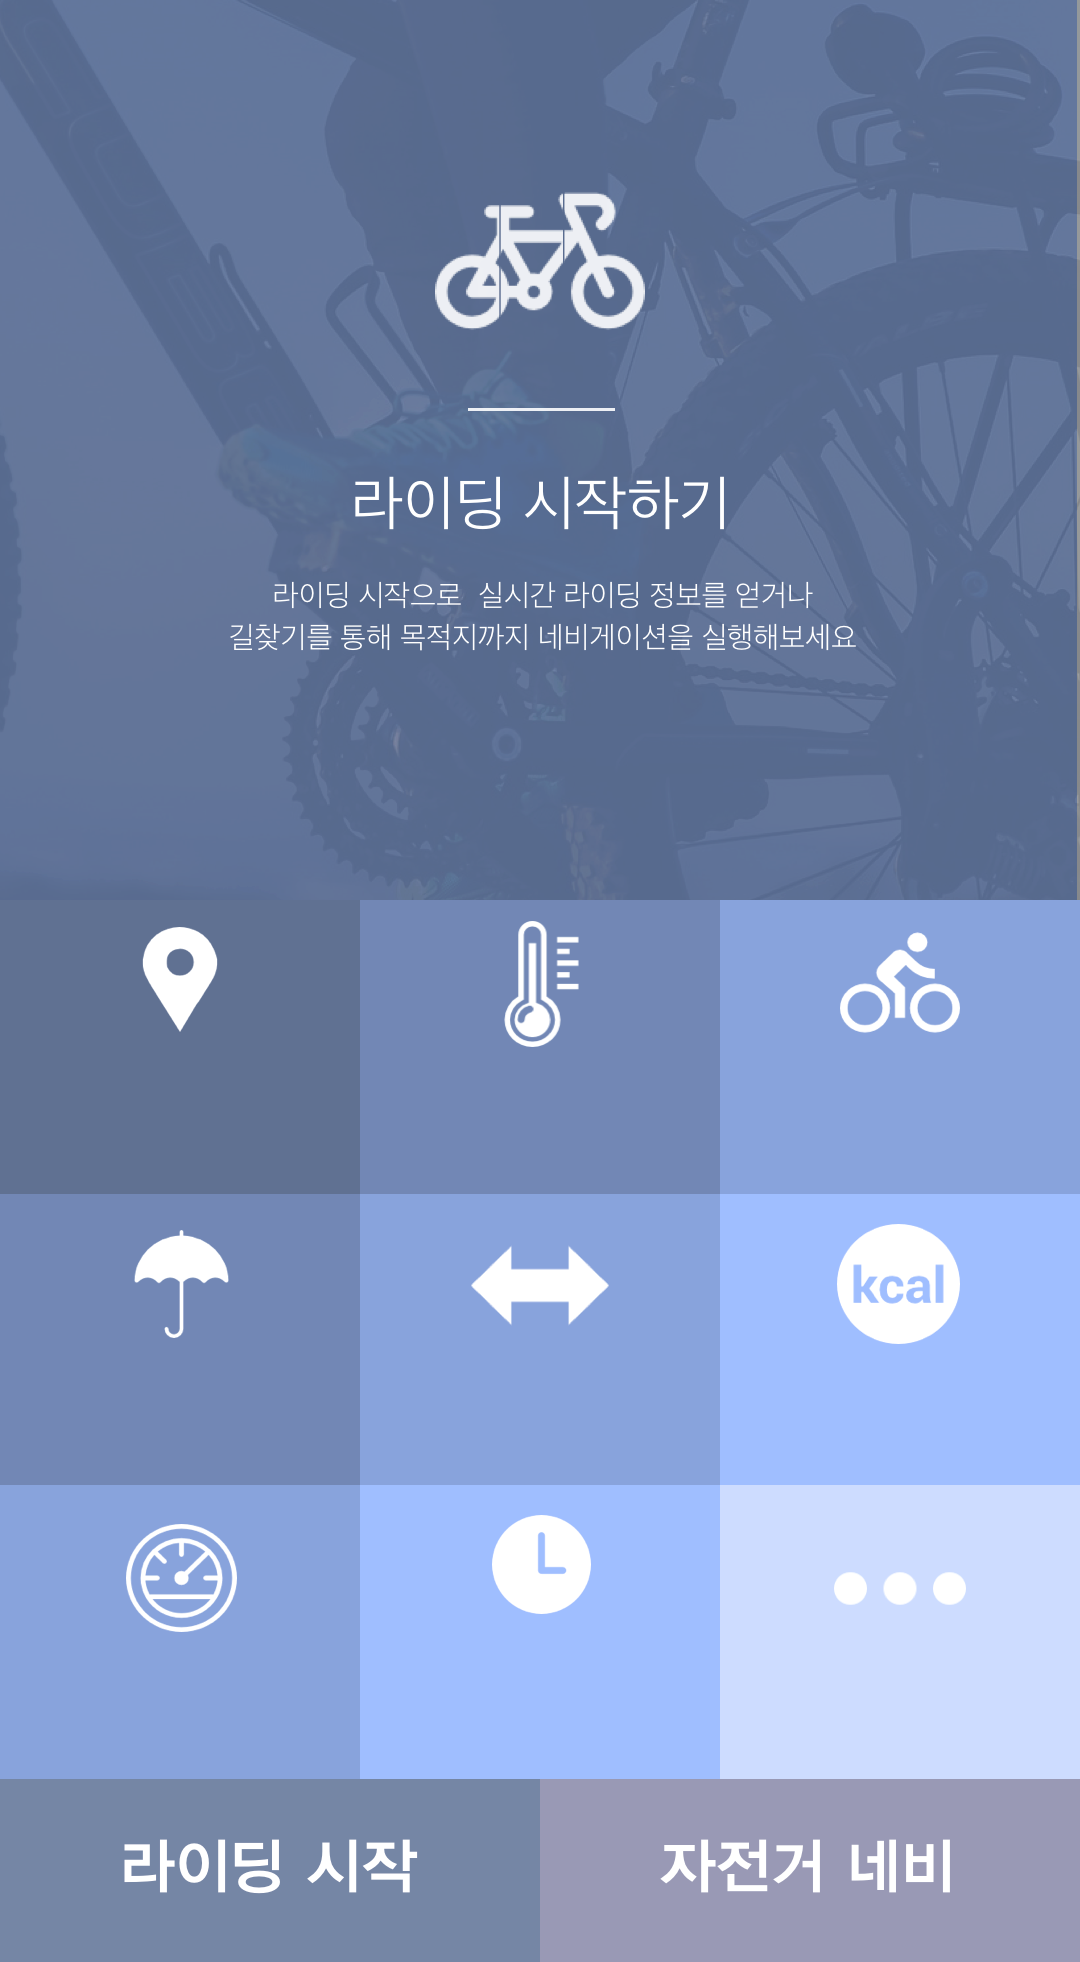 라이딩 시작하기
라이딩 시작으로  실시간 라이딩 정보를 얻거나
길찾기를 통해 목적지까지 네비게이션을 실행해보세요
kcal
라이딩 시작
자전거 네비